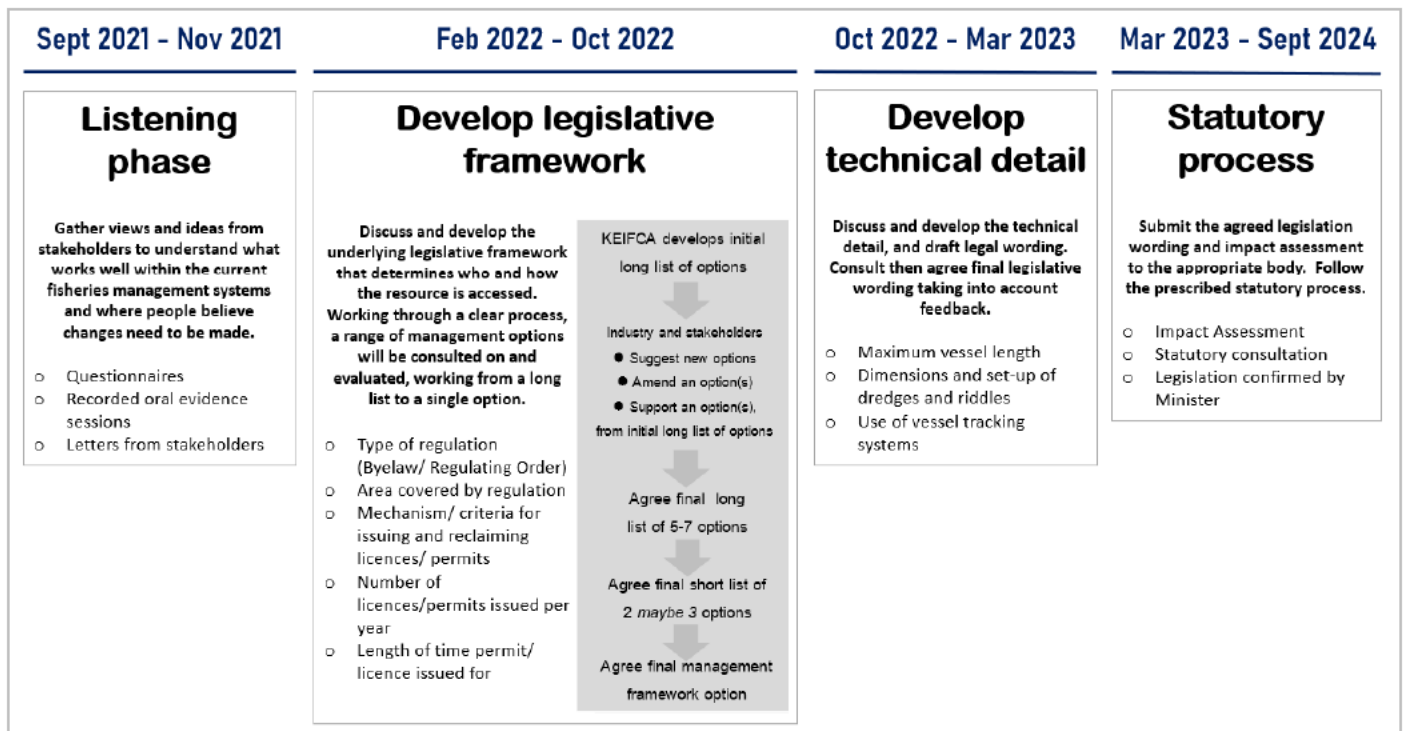 Sept 2021 - Nov 2021
Feb 2022 - Oct 2022
Oct 2022 - Mar 2023
Mar 2023 - Sept 2024
Listening
phase
Gather views and ideas from
stakeholders to understand what
works well within the current
fisheries management systems
and where people believe
changes need to be made.
o Questionnaires
o Recorded oral evidence
sessions
o Letters from stakeholders
Develop legislative
framework
Discuss and develop the
underlying legislative framework
that determines who and how
the resource is accessed.
Working through a clear process,
a range of management options
will be consulted on and
evaluated, working from a long
list to a single option.
o Type of regulation
(Byelaw/ Regulating Order)
o Area covered by regulation
o Mechanism/ criteria for
issuing and reclaiming
licences/ permits
o Number of
licences/permits issued per
year
o Length of time permit/
licence issued for
KEIFCA develops initial
long list of options
Industry and stakeholders
● Suggest new options
● Amend an option(s)
● Support an option(s),
from initial long list of options
Agree final long
list of 5-7 options
Agree final short list of
2 maybe 3 options
Agree final management
framework option
Develop
technical detail
Discuss and develop the technical
detail, and draft legal wording.
Consult then agree final legislative
wording taking into account
feedback.
o Maximum vessel length
o Dimensions and set-up of
dredges and riddles
o Use of vessel tracking
systems
Statutory
process
Submit the agreed legislation
wording and impact assessment
to the appropriate body. Follow
the prescribed statutory process.
o Impact Assessment
o Statutory consultation
o Legislation confirmed by
Minister